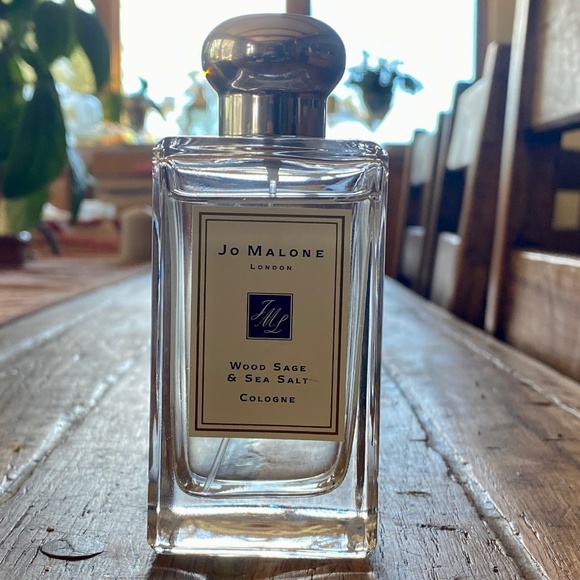 Jo Malone
London
JML
Wood Sage
& Sea Salt
Cologne